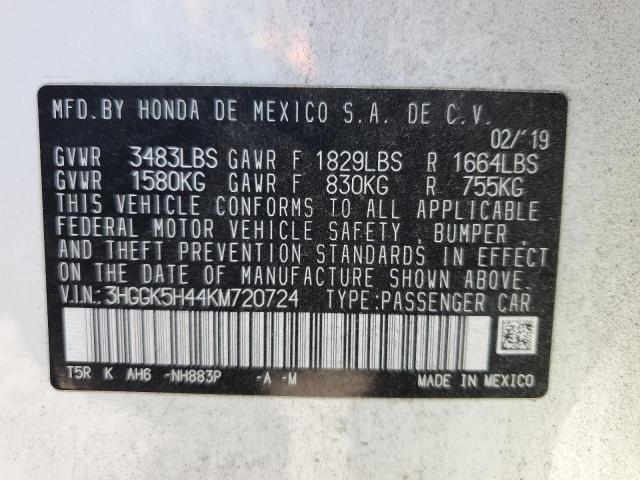 MFD.BY HONDA DE MEXICO S.A. DE C.V.
02/'19
GVWR 3483LBS GAWR F 1829LBS R 1664LBS
GVWR 1580KG GAWR F 830KG R 755KG
THIS VEHICLE CONFORMS TO ALL APPLICABLE
FEDERAL MOTOR VEHICLE SAFETY , BUMPER ,
AND THEFT PREVENTION STANDARDS IN EFFECT
ON THE DATE OF MANUFACTURE SHOWN ABOVE.
V.I.N.:3HGGK5H44KM720724 TYPE:PASSENGER CAR
T5R K AH6 -NH883P -A -M MADE IN MEXICO